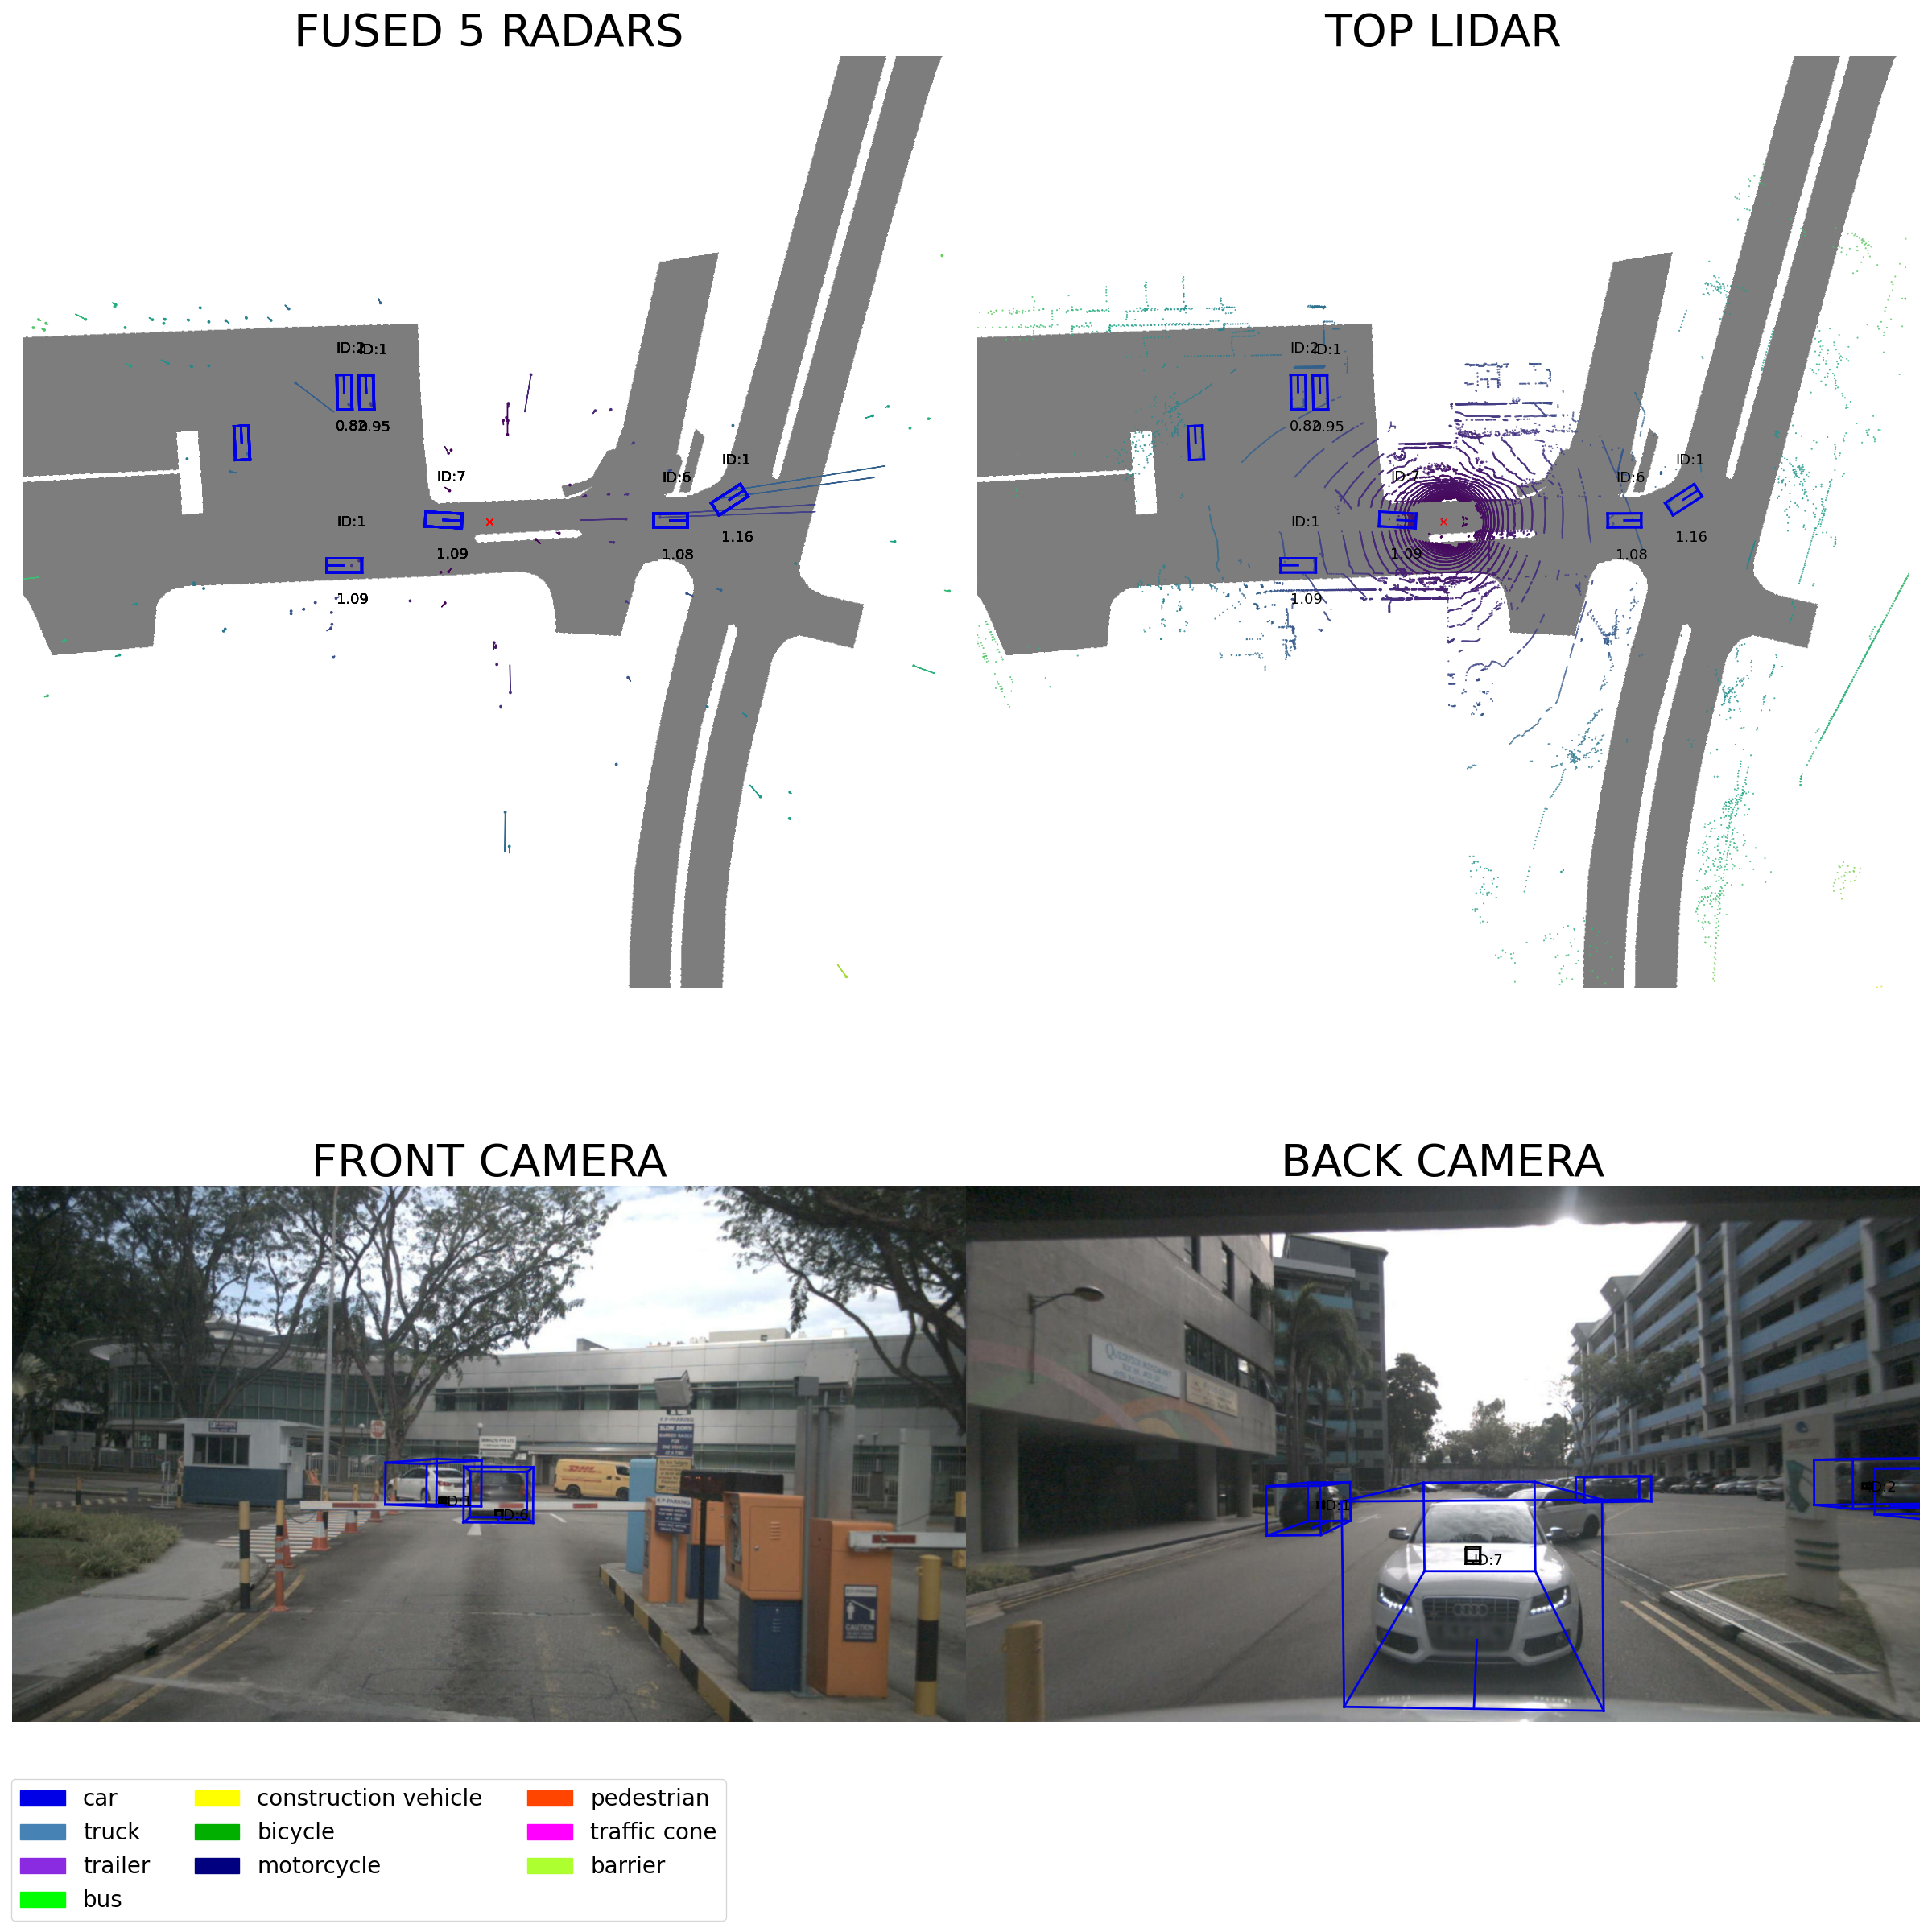 FUSED 5 RADARS
TOP LIDAR
ID:2
ID:1
0.82
0.95
ID:7
1.09
ID:6
1.08
ID:1
1.16
ID:1
1.09
ID:2
ID:1
0.82
0.95
ID:7
1.09
ID:6
1.08
ID:1
1.16
ID:1
1.09
FRONT CAMERA
BACK CAMERA
DHL
ID:1
ID:6
CAUTION
ID:1
ID:7
ID:2
car
truck
trailer
bus
construction vehicle
bicycle
motorcycle
pedestrian
traffic cone
barrier